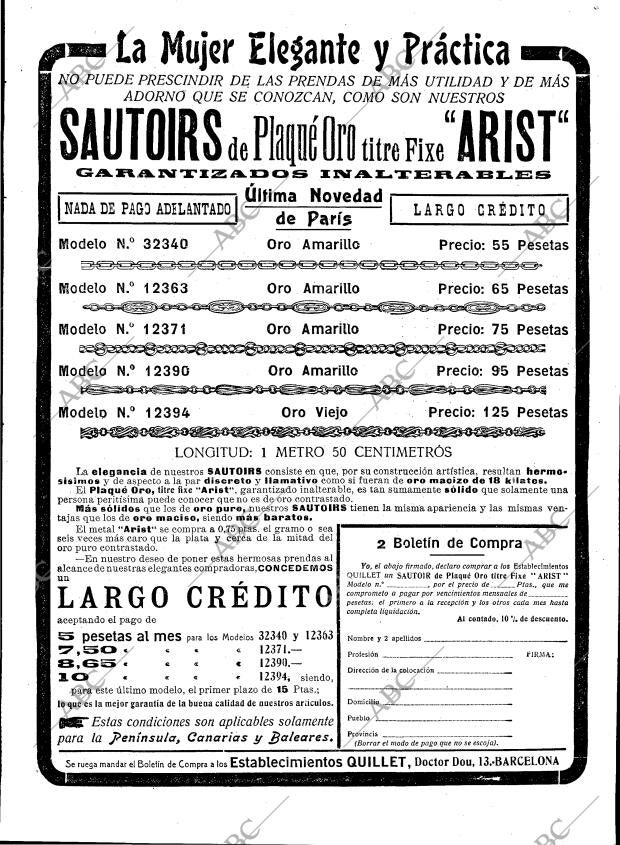 La Mujer Elegante y Práctica
NO PUEDE PRESCINDIR DE LAS PRENDAS DE MÁS UTILIDAD Y DE MÁS
ADORNO QUE SE CONOZCAN, COMO SON NUESTROS
SAUTOIRS de Plaqué Oro titre Fixe "ARIST"
GARANTIZADOS INALTERABLES
NADA DE PAGO ADELANTADO
Última Novedad
de París
LARGO CRÉDITO
Modelo N.º 32340 Oro Amarillo Precio: 55 Pesetas
Modelo N.º 12363 Oro Amarillo Precio: 65 Pesetas
Modelo N.º 12371 Oro Amarillo Precio: 75 Pesetas
Modelo N.º 12390 Oro Amarillo Precio: 95 Pesetas
Modelo N.º 12394 Oro Viejo Precio: 125 Pesetas
LONGITUD: 1 METRO 50 CENTIMETRÓS
La elegancia de nuestros SAUTOIRS consiste en que, por su construcción artística, resultan hermo-
sisimos y de aspecto a la par discreto y llamativo como si fueran de oro macizo de 18 kilates.
El Plaqué Oro, titre fixe "Arist", garantizado inalterable, es tan sumamente sólido que solamente una
persona peritísima puede conocer que no es de oro contrastado.
Más sólidos que los de oro puro, nuestros SAUTOIRS tienen la misma apariencia y las mismas ven-
tajas que los de oro maciso, siendo más baratos.
El metal "Arist" se compra a 0,75 ptas. el gramo o sea
seis veces más caro que la plata y cerca de la mitad del
oro puro contrastado.
—En nuestro deseo de poner estas hermosas prendas al
alcance de nuestras elegantes compradoras, CONCEDEMOS
un
LARGO CRÉDITO
aceptando el pago de
5 pesetas al mes para los Modelos 32340 y 12363
7,50 « « « 12371.—
8,65 « « « 12390.—
10 « « « 12394, siendo,
para este último modelo, el primer plazo de 15 Ptas.;
lo que es la mejor garantía de la buena calidad de nuestros artículos.
Estas condiciones son aplicables solamente
para la Península, Canarias y Baleares.
2 Boletín de Compra
Yo, el abajo firmado, declaro comprar a los Establecimientos
QUILLET un SAUTOIR de Plaqué Oro titre Fixe "ARIST"
Modelo n.º, por el precio de Ptas., que me
comprometo a pagar por vencimientos mensuales de
pesetas; el primero a la recepción y los otros cada mes hasta
completa liquidación.
Al contado, 10 % de descuento.
Nombre y 2 apellidos
Profesión FIRMA:
Dirección de la colocación
Domicilio
Pueblo
Provincia
(Borrar el modo de pago que no se escoja).
Se ruega mandar el Boletín de Compra a los Establecimientos QUILLET, Doctor Dou, 13.-BARCELONA